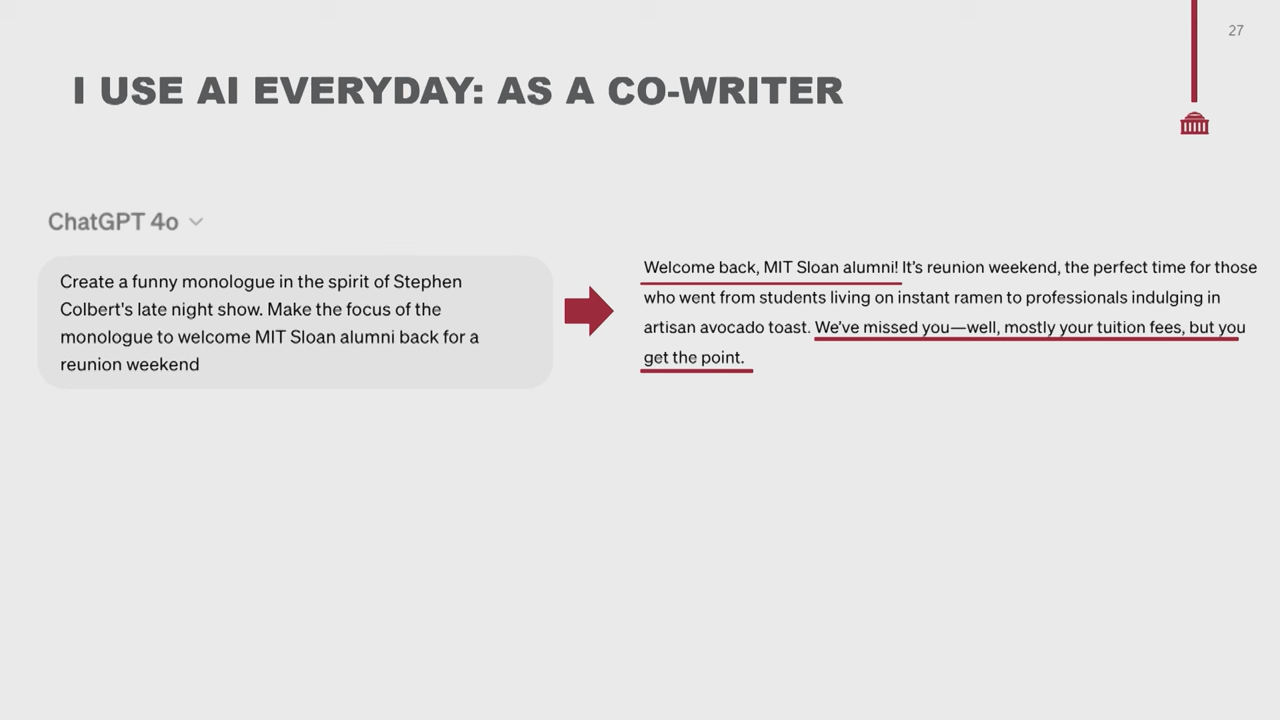 27
I USE AI EVERYDAY: AS A CO-WRITER
ChatGPT 4o
Create a funny monologue in the spirit of Stephen
Colbert's late night show. Make the focus of the
monologue to welcome MIT Sloan alumni back for a
reunion weekend
Welcome back, MIT Sloan alumni! It’s reunion weekend, the perfect time for those
who went from students living on instant ramen to professionals indulging in
artisan avocado toast. We’ve missed you—well, mostly your tuition fees, but you
get the point.